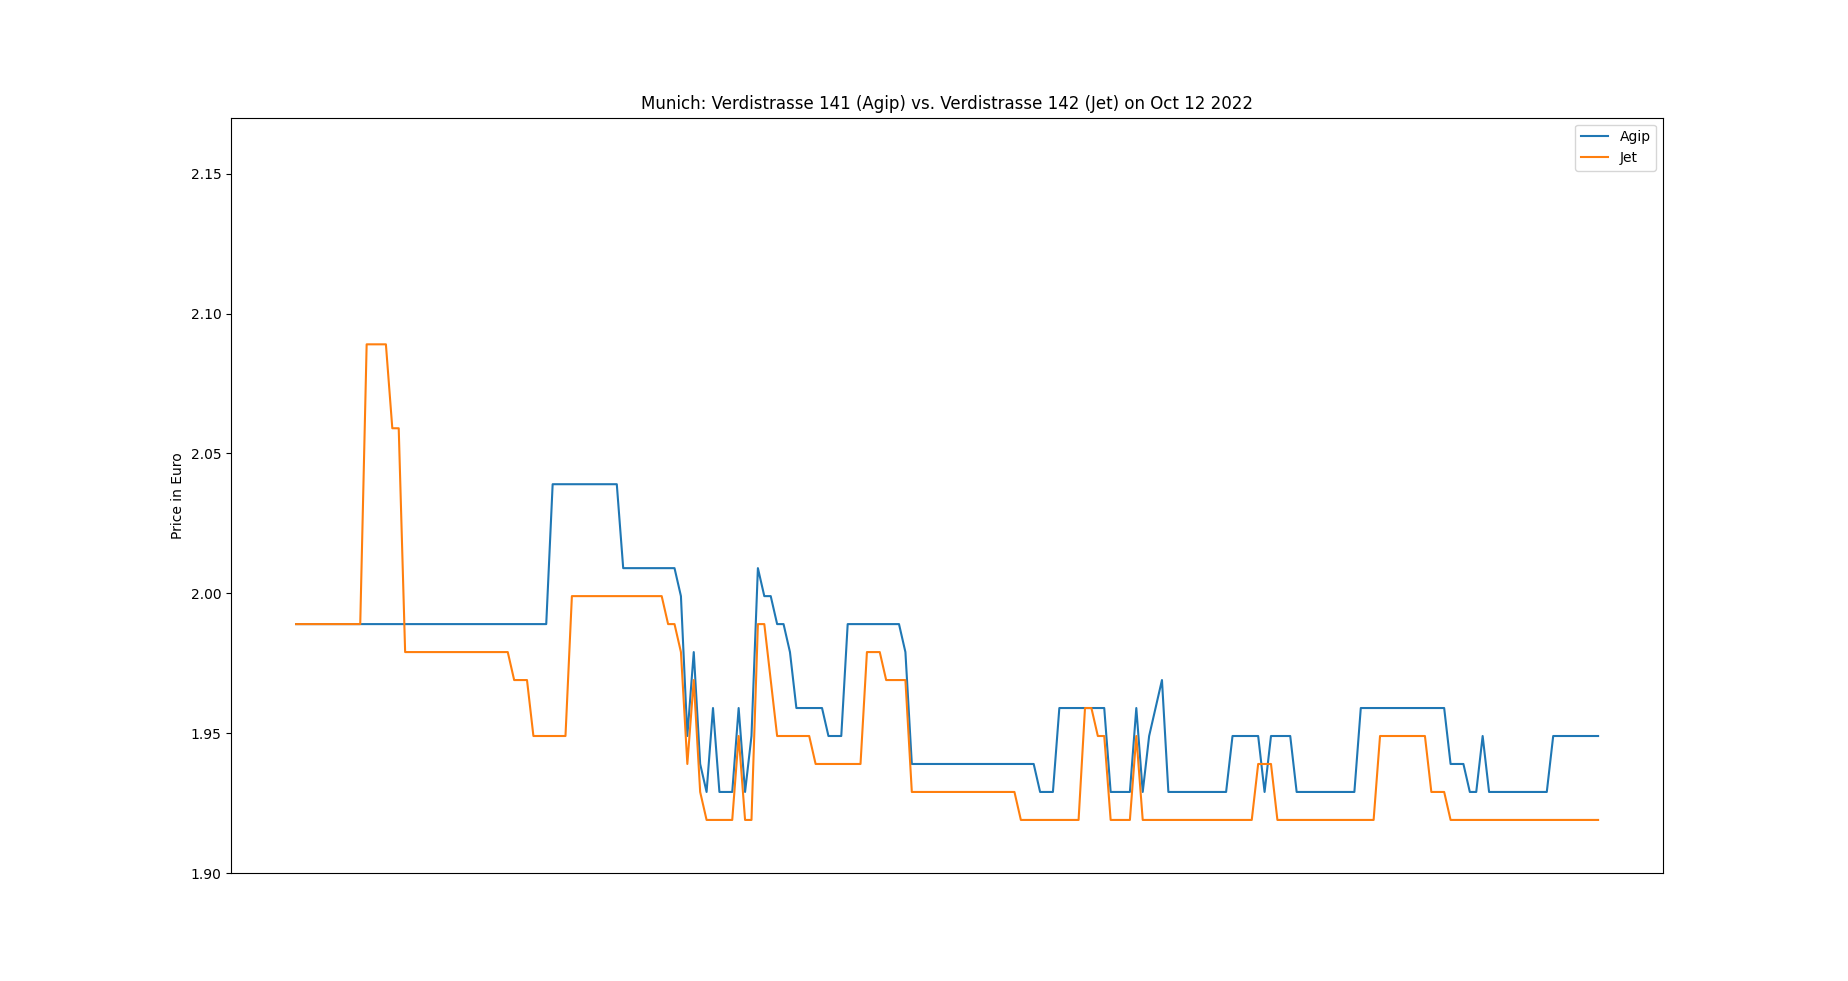 Munich: Verdistrasse 141 (Agip) vs. Verdistrasse 142 (Jet) on Oct 12 2022
Agip
Jet
2.15
2.10
2.05
2.00
1.95
1.90
Price in Euro